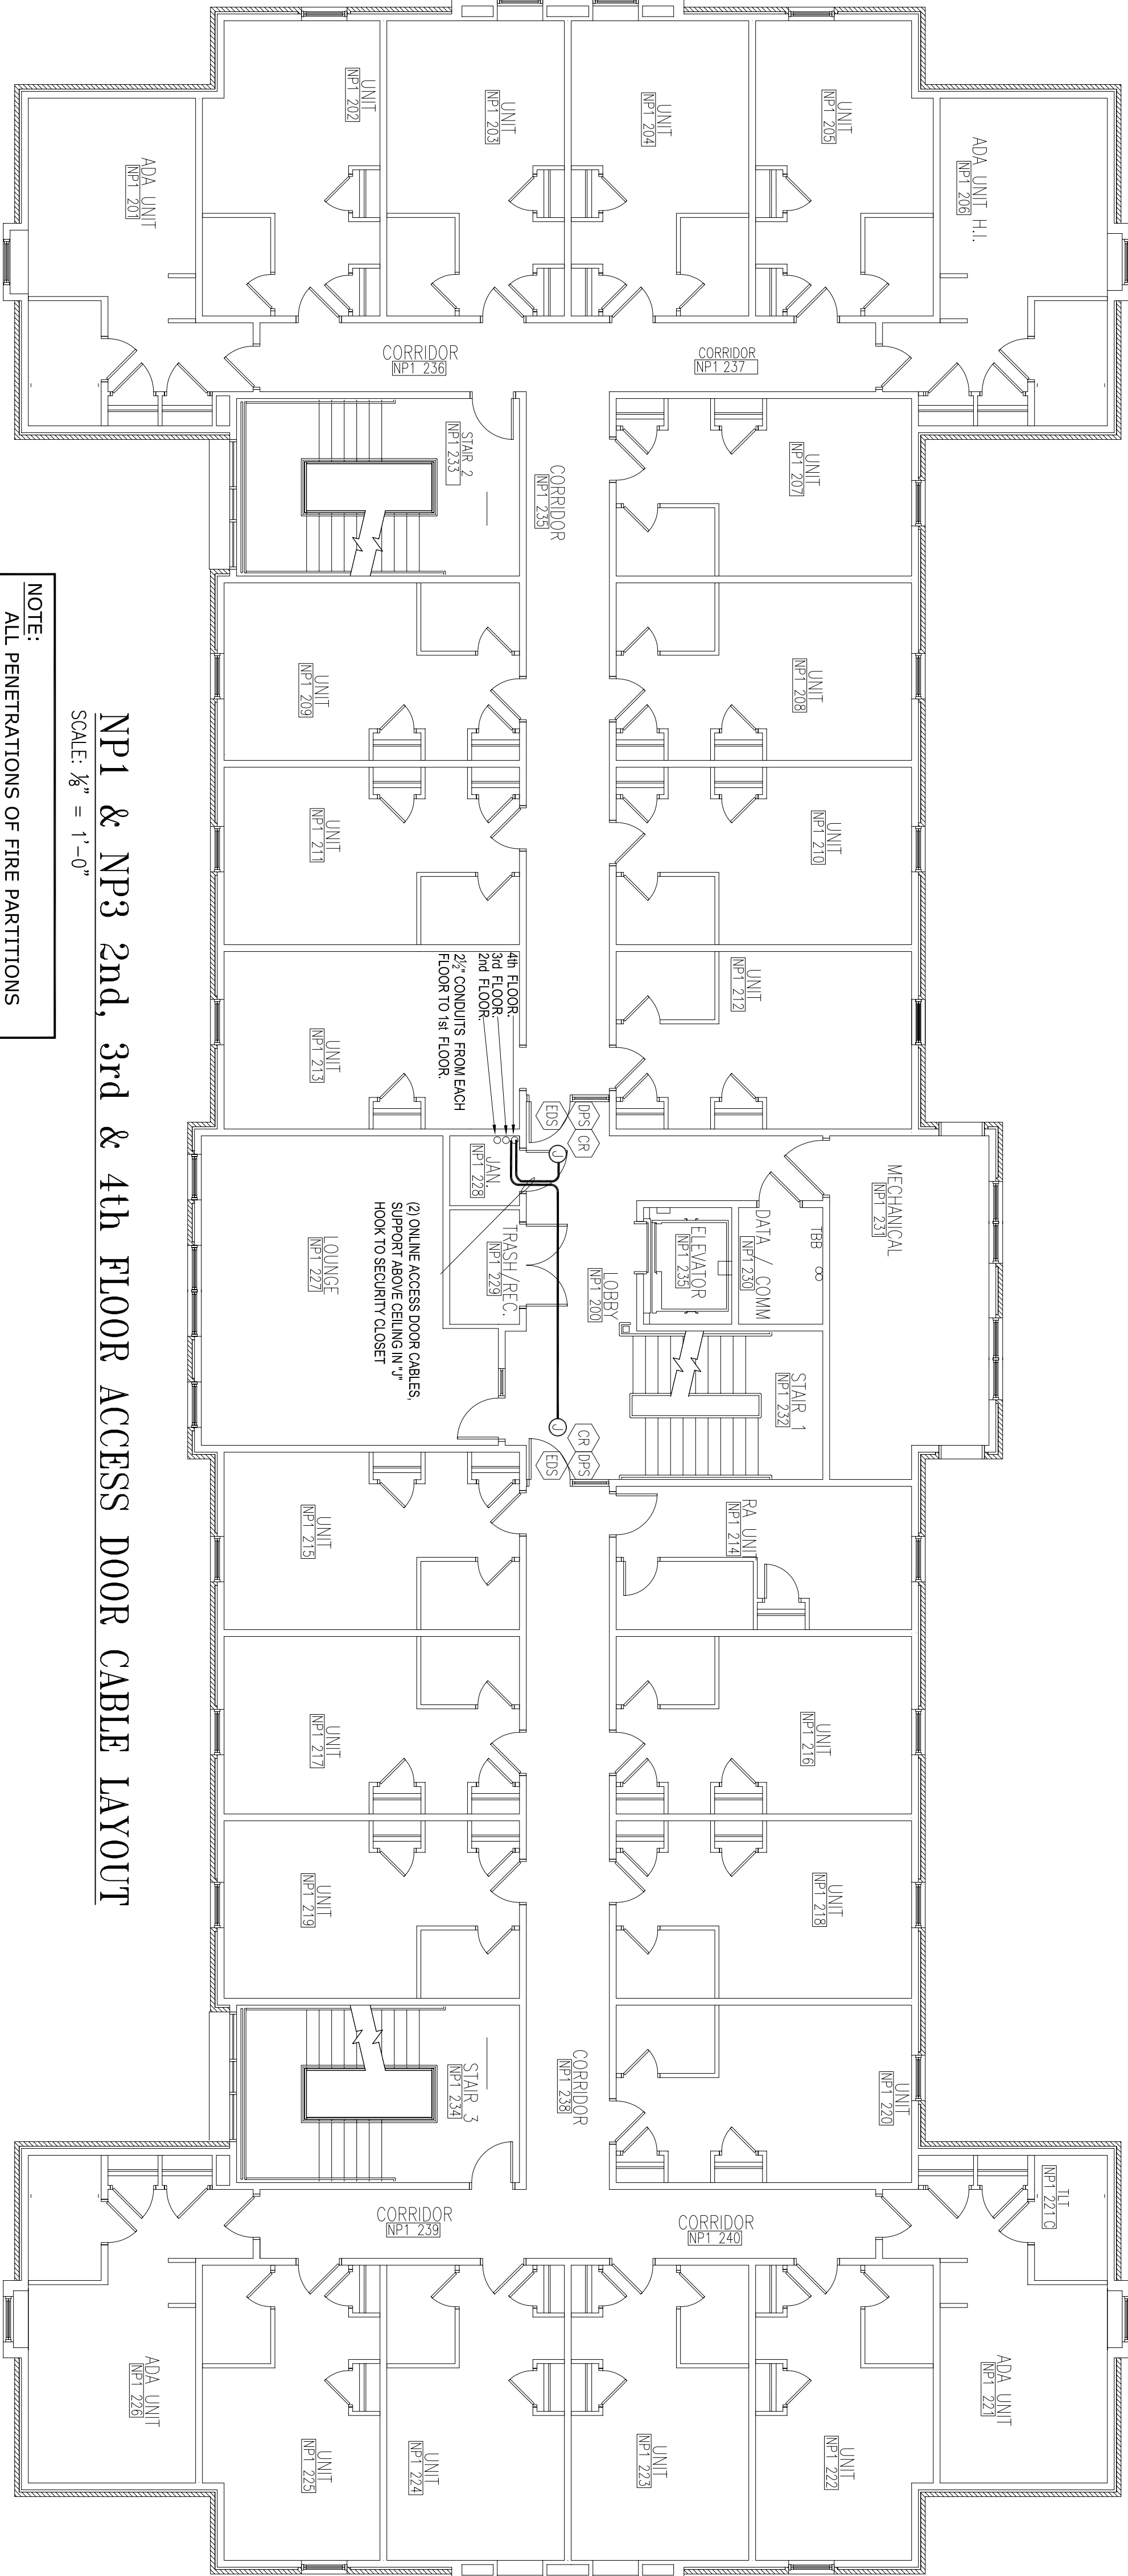 ADA UNIT H.I.
NP1 206
UNIT
NP1 205
UNIT
NP1 204
UNIT
NP1 203
UNIT
NP1 202
ADA UNIT
NP1 201
CORRIDOR
NP1 237
CORRIDOR
NP1 236
UNIT
NP1 207
STAIR 2
NP1 233
CORRIDOR
NP1 235
UNIT
NP1 208
UNIT
NP1 209
UNIT
NP1 210
UNIT
NP1 211
UNIT
NP1 212
UNIT
NP1 213
4th FLOOR.
3rd FLOOR.
2nd FLOOR.
2½" CONDUITS FROM EACH
FLOOR TO 1st FLOOR.
DPS
CR
EDS
J
JAN.
NP1 228
MECHANICAL
NP1 231
TBB
DATA / COMM
NP1 230
ELEVATOR
NP1 235
LOBBY
NP1 200
TRASH/REC.
NP1 229
(2) ONLINE ACCESS DOOR CABLES,
SUPPORT ABOVE CEILING IN "J"
HOOK TO SECURITY CLOSET
LOUNGE
NP1 227
STAIR 1
NP1 232
J
CR
DPS
EDS
RA UNIT
NP1 214
UNIT
NP1 215
UNIT
NP1 216
UNIT
NP1 217
UNIT
NP1 218
UNIT
NP1 219
UNIT
NP1 220
STAIR 3
NP1 234
CORRIDOR
NP1 238
TLT
NP1 221C
CORRIDOR
NP1 240
CORRIDOR
NP1 239
ADA UNIT
NP1 221
UNIT
NP1 222
UNIT
NP1 223
UNIT
NP1 224
UNIT
NP1 225
ADA UNIT
NP1 226
NP1 & NP3 2nd, 3rd & 4th FLOOR ACCESS DOOR CABLE LAYOUT
SCALE: ⅛" = 1'-0"
NOTE:
ALL PENETRATIONS OF FIRE PARTITIONS